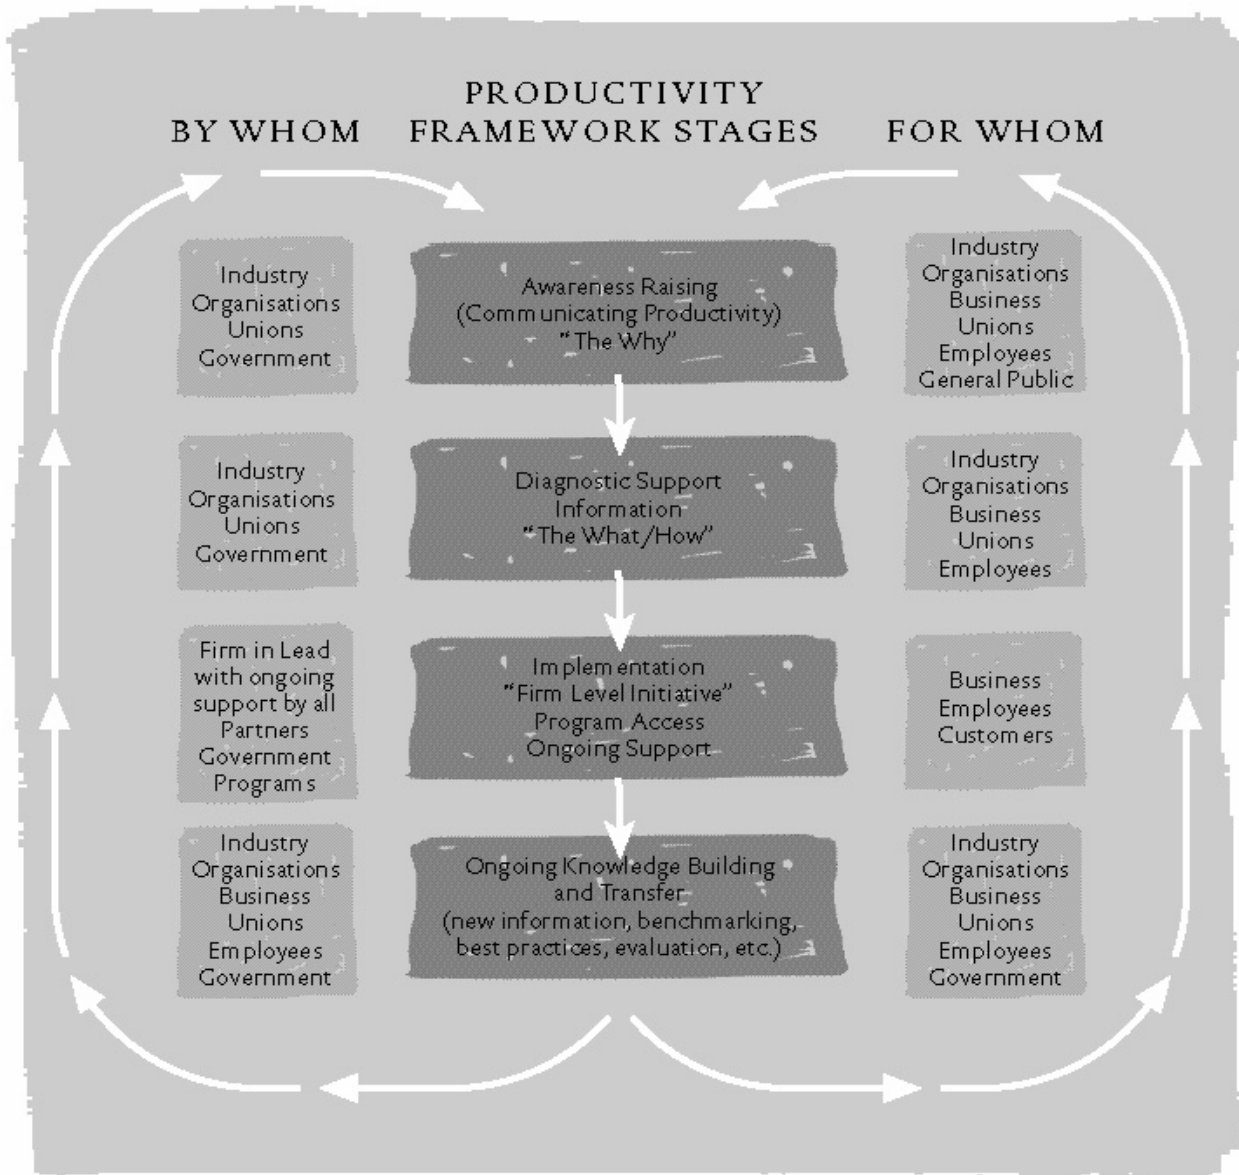 PRODUCTIVITY
BY WHOM
FRAMEWORK STAGES
FOR WHOM
Industry
Organisations
Unions
Government
Awareness Raising
(Communicating Productivity)
“The Why”
Industry
Organisations
Business
Unions
Employees
General Public
Industry
Organisations
Unions
Government
Diagnostic Support
Information
“The What/How”
Industry
Organisations
Business
Unions
Employees
Firm in Lead
with ongoing
support by all
Partners
Government
Programs
Implementation
“Firm Level Initiative”
Program Access
Ongoing Support
Business
Employees
Customers
Industry
Organisations
Business
Unions
Employees
Government
Ongoing Knowledge Building
and Transfer
(new information, benchmarking,
best practices, evaluation, etc.)
Industry
Organisations
Business
Unions
Employees
Government